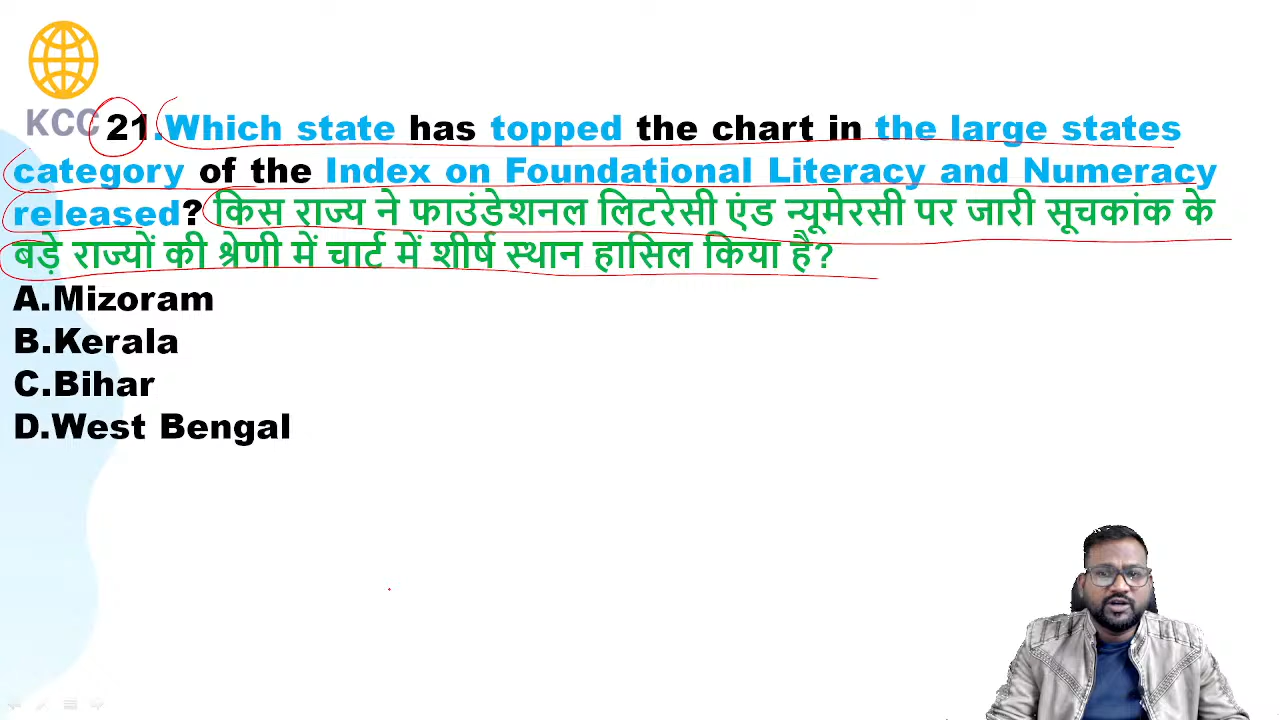 KCC
21.Which state has topped the chart in the large states
category of the Index on Foundational Literacy and Numeracy
released? किस राज्य ने फाउंडेशनल लिटरेसी एंड न्यूमेरसी पर जारी सूचकांक के
बड़े राज्यों की श्रेणी में चार्ट में शीर्ष स्थान हासिल किया है?
A.Mizoram
B.Kerala
C.Bihar
D.West Bengal